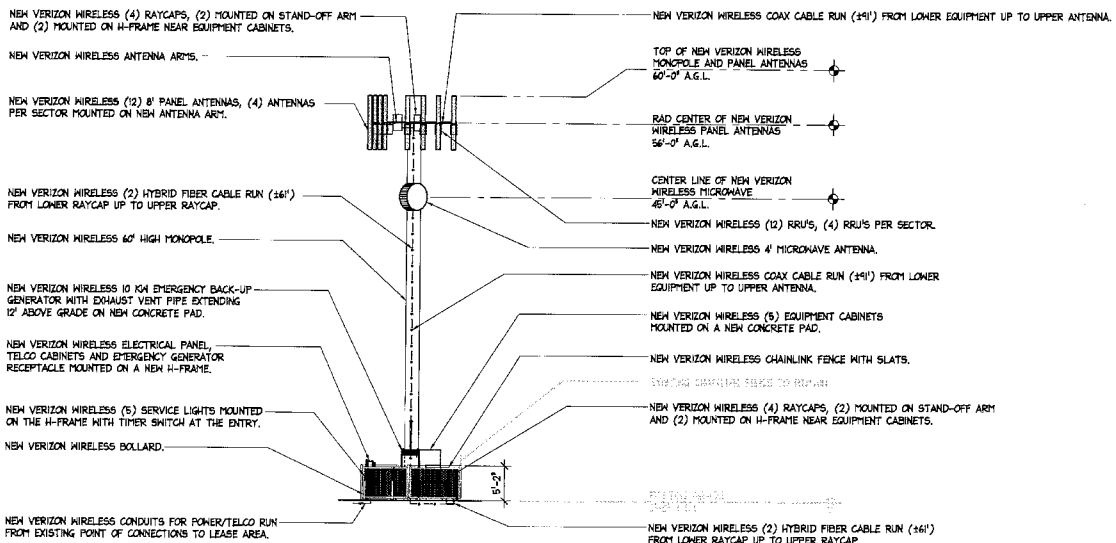 NEW VERIZON WIRELESS (4) RAYCAPS, (2) MOUNTED ON STAND-OFF ARM
AND (2) MOUNTED ON H-FRAME NEAR EQUIPMENT CABINETS.
NEW VERIZON WIRELESS ANTENNA ARMS.
NEW VERIZON WIRELESS (12) 8' PANEL ANTENNAS, (4) ANTENNAS
PER SECTOR MOUNTED ON NEW ANTENNA ARM.
NEW VERIZON WIRELESS (2) HYBRID FIBER CABLE RUN (±61')
FROM LOWER RAYCAP UP TO UPPER RAYCAP.
NEW VERIZON WIRELESS 60' HIGH MONOPOLE.
NEW VERIZON WIRELESS 10 KW EMERGENCY BACK-UP
GENERATOR WITH EXHAUST VENT PIPE EXTENDING
12' ABOVE GRADE ON NEW CONCRETE PAD.
NEW VERIZON WIRELESS ELECTRICAL PANEL,
TELCO CABINETS AND EMERGENCY GENERATOR
RECEPTACLE MOUNTED ON A NEW H-FRAME.
NEW VERIZON WIRELESS (5) SERVICE LIGHTS MOUNTED
ON THE H-FRAME WITH TIMER SWITCH AT THE ENTRY.
NEW VERIZON WIRELESS BOLLARD.
NEW VERIZON WIRELESS CONDUITS FOR POWER/TELCO RUN
FROM EXISTING POINT OF CONNECTIONS TO LEASE AREA.
5'-2"
NEW VERIZON WIRELESS COAX CABLE RUN (±91') FROM LOWER EQUIPMENT UP TO UPPER ANTENNA.
TOP OF NEW VERIZON WIRELESS
MONOPOLE AND PANEL ANTENNAS
60'-0" A.G.L.
RAD CENTER OF NEW VERIZON
WIRELESS PANEL ANTENNAS
56'-0" A.G.L.
CENTER LINE OF NEW VERIZON
WIRELESS MICROWAVE
45'-0" A.G.L.
NEW VERIZON WIRELESS (12) RRU'S, (4) RRU'S PER SECTOR.
NEW VERIZON WIRELESS 4' MICROWAVE ANTENNA.
NEW VERIZON WIRELESS COAX CABLE RUN (±91') FROM LOWER
EQUIPMENT UP TO UPPER ANTENNA.
NEW VERIZON WIRELESS (5) EQUIPMENT CABINETS
MOUNTED ON A NEW CONCRETE PAD.
NEW VERIZON WIRELESS CHAINLINK FENCE WITH SLATS.
EXISTING CHAINLINK FENCE TO REMAIN
NEW VERIZON WIRELESS (4) RAYCAPS, (2) MOUNTED ON STAND-OFF ARM
AND (2) MOUNTED ON H-FRAME NEAR EQUIPMENT CABINETS.
NEW VERIZON WIRELESS (2) HYBRID FIBER CABLE RUN (±61')
FROM LOWER RAYCAP UP TO UPPER RAYCAP